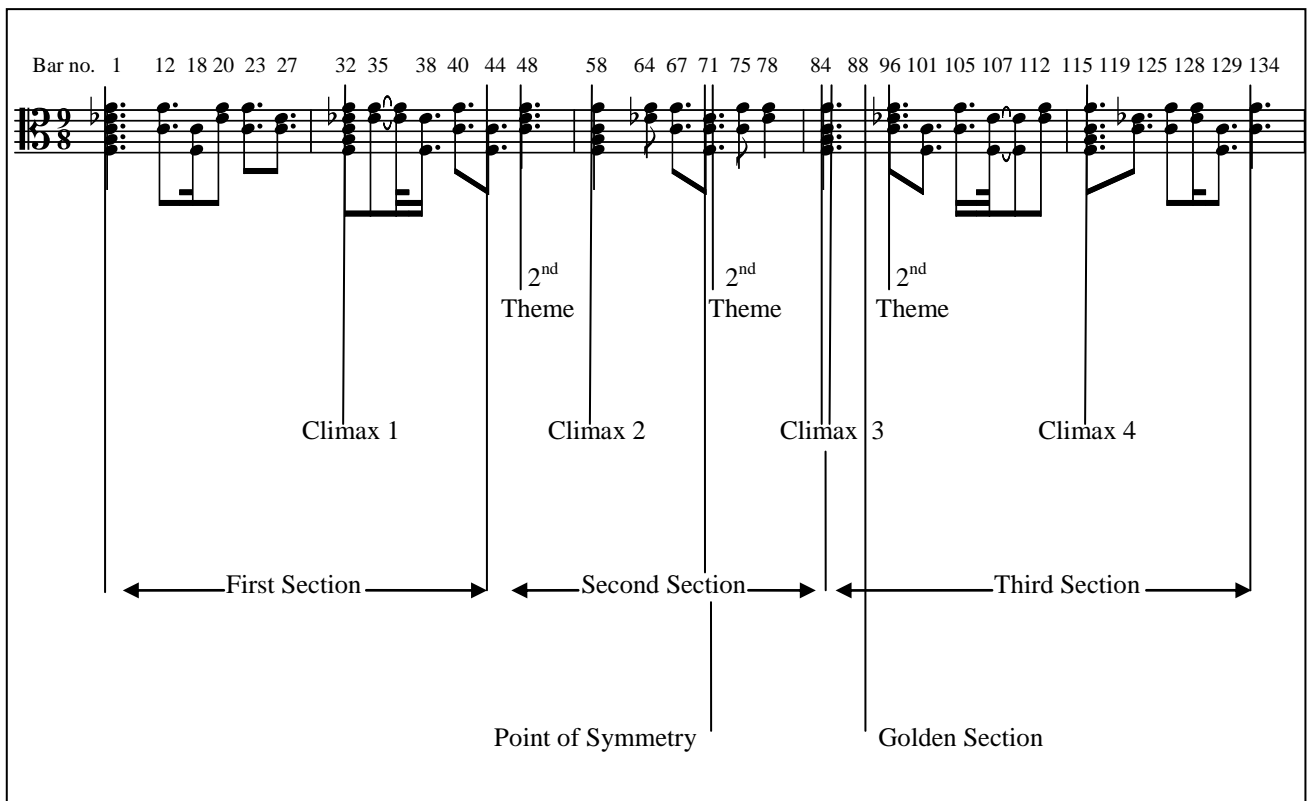 Bar no. 1 12 18 20 23 27 32 35 38 40 44 48 58 64 67 71 75 78 84 88 96 101 105 107 112 115 119 125 128 129 134
9
8
2nd 2nd 2nd
Theme Theme Theme
Climax 1 Climax 2 Climax 3 Climax 4
First Section Second Section Third Section
Point of Symmetry Golden Section